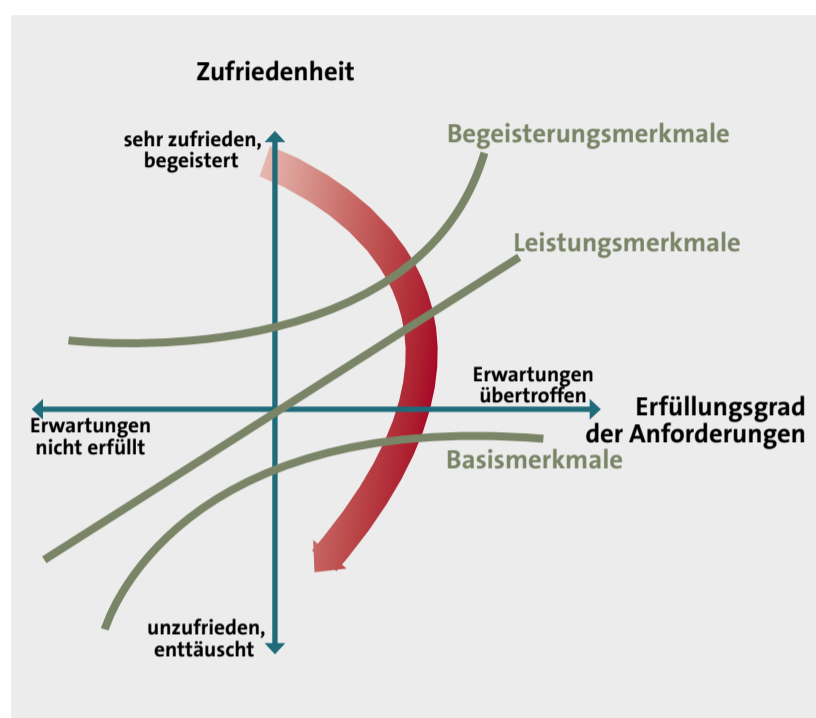 Zufriedenheit
sehr zufrieden,
begeistert
Begeisterungsmerkmale
Leistungsmerkmale
Erwartungen
übertroffen
Erfüllungsgrad
der Anforderungen
Erwartungen
nicht erfüllt
Basismerkmale
unzufrieden,
enttäuscht